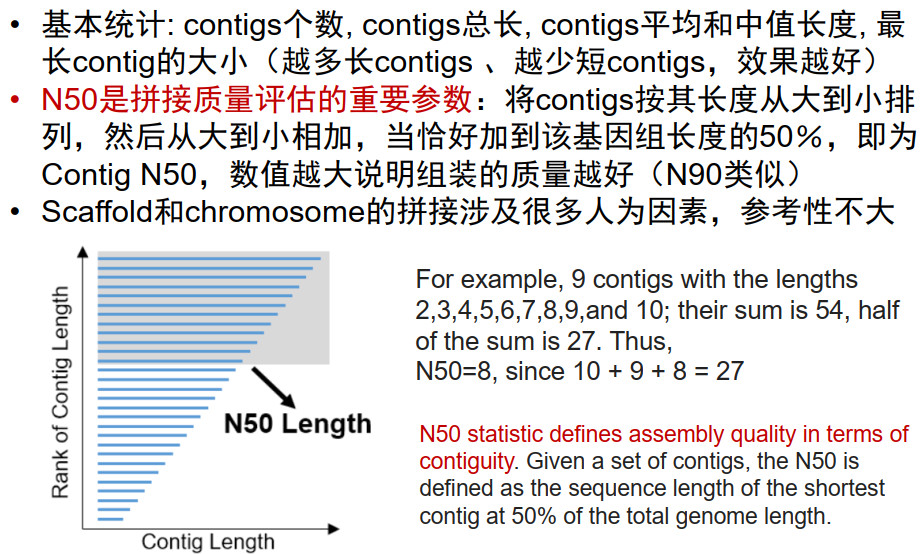 • 基本统计: contigs个数, contigs总长, contigs平均和中值长度, 最
长contig的大小（越多长contigs 、越少短contigs，效果越好）
• N50是拼接质量评估的重要参数：将contigs按其长度从大到小排
列，然后从大到小相加，当恰好加到该基因组长度的50％，即为
Contig N50，数值越大说明组装的质量越好（N90类似）
• Scaffold和chromosome的拼接涉及很多人为因素，参考性不大
Rank of Contig Length
N50 Length
Contig Length
For example, 9 contigs with the lengths
2,3,4,5,6,7,8,9,and 10; their sum is 54, half
of the sum is 27. Thus,
N50=8, since 10 + 9 + 8 = 27
N50 statistic defines assembly quality in terms of
contiguity. Given a set of contigs, the N50 is
defined as the sequence length of the shortest
contig at 50% of the total genome length.